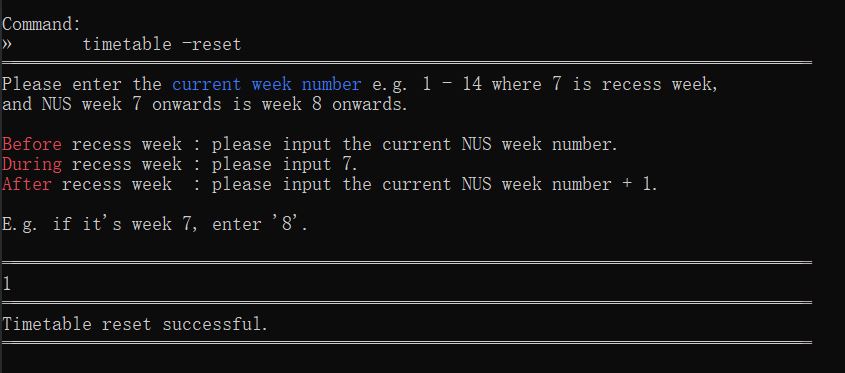 Command:
» timetable -reset
Please enter the current week number e.g. 1 - 14 where 7 is recess week,
and NUS week 7 onwards is week 8 onwards.
Before recess week : please input the current NUS week number.
During recess week : please input 7.
After recess week  : please input the current NUS week number + 1.
E.g. if it's week 7, enter '8'.
1
Timetable reset successful.